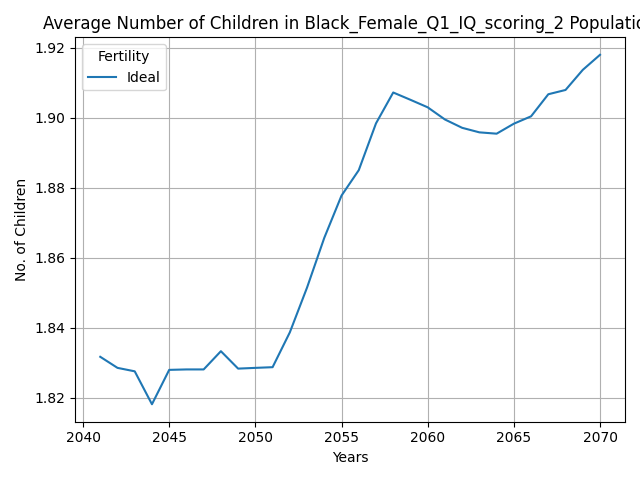 Average Number of Children in Black_Female_Q1_IQ_scoring_2 Populatio
Fertility
Ideal
No. of Children
1.92
1.90
1.88
1.86
1.84
1.82
2040 2045 2050 2055 2060 2065 2070
Years